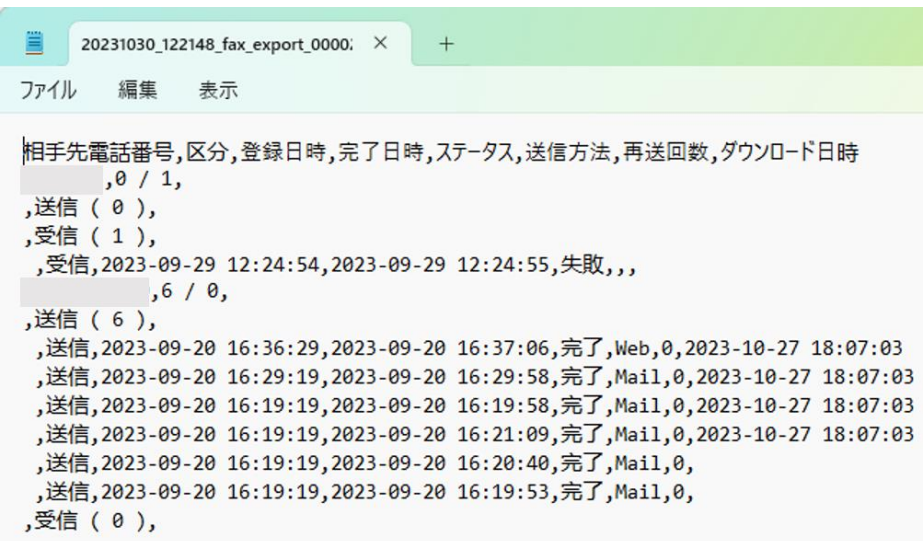 20231030_122148_fax_export_0000
ファイル 編集 表示
相手先電話番号,区分,登録日時,完了日時,ステータス,送信方法,再送回数,ダウンロード日時
,0 / 1,
,送信 ( 0 ),
,受信 ( 1 ),
,受信,2023-09-29 12:24:54,2023-09-29 12:24:55,失敗,,,
,6 / 0,
,送信 ( 6 ),
,送信,2023-09-20 16:36:29,2023-09-20 16:37:06,完了,Web,0,2023-10-27 18:07:03
,送信,2023-09-20 16:29:19,2023-09-20 16:29:58,完了,Mail,0,2023-10-27 18:07:03
,送信,2023-09-20 16:19:19,2023-09-20 16:19:58,完了,Mail,0,2023-10-27 18:07:03
,送信,2023-09-20 16:19:19,2023-09-20 16:21:09,完了,Mail,0,2023-10-27 18:07:03
,送信,2023-09-20 16:19:19,2023-09-20 16:20:40,完了,Mail,0,
,送信,2023-09-20 16:19:19,2023-09-20 16:19:53,完了,Mail,0,
,受信 ( 0 ),